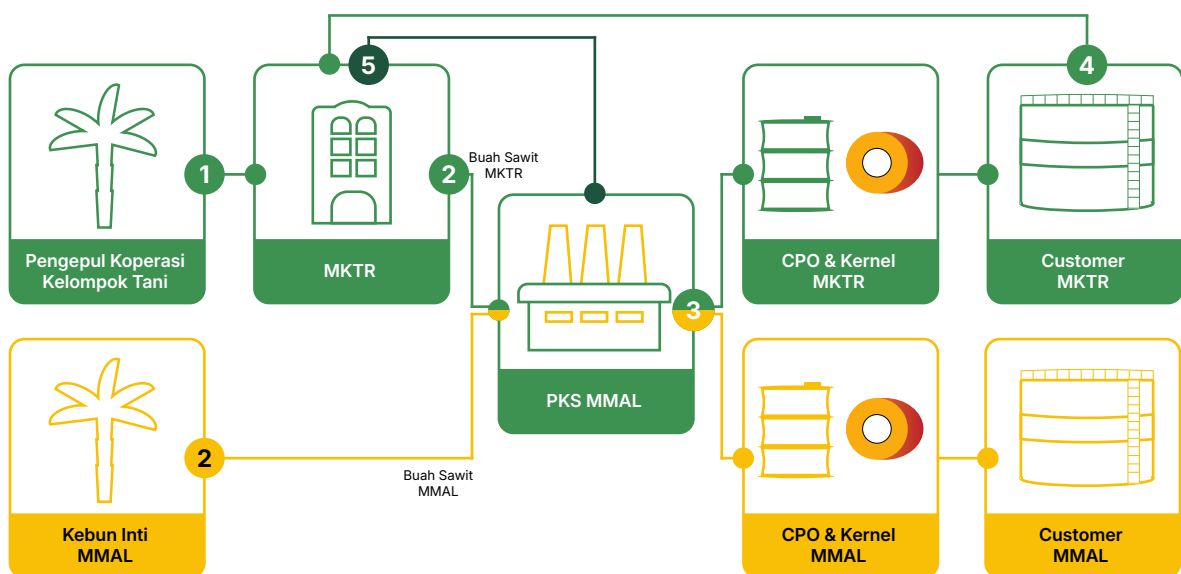 5
4
1
2
Buah Sawit
MKTR
Pengepul Koperasi
Kelompok Tani
MKTR
CPO & Kernel
MKTR
Customer
MKTR
3
PKS MMAL
2
Buah Sawit
MMAL
Kebun Inti
MMAL
CPO & Kernel
MMAL
Customer
MMAL